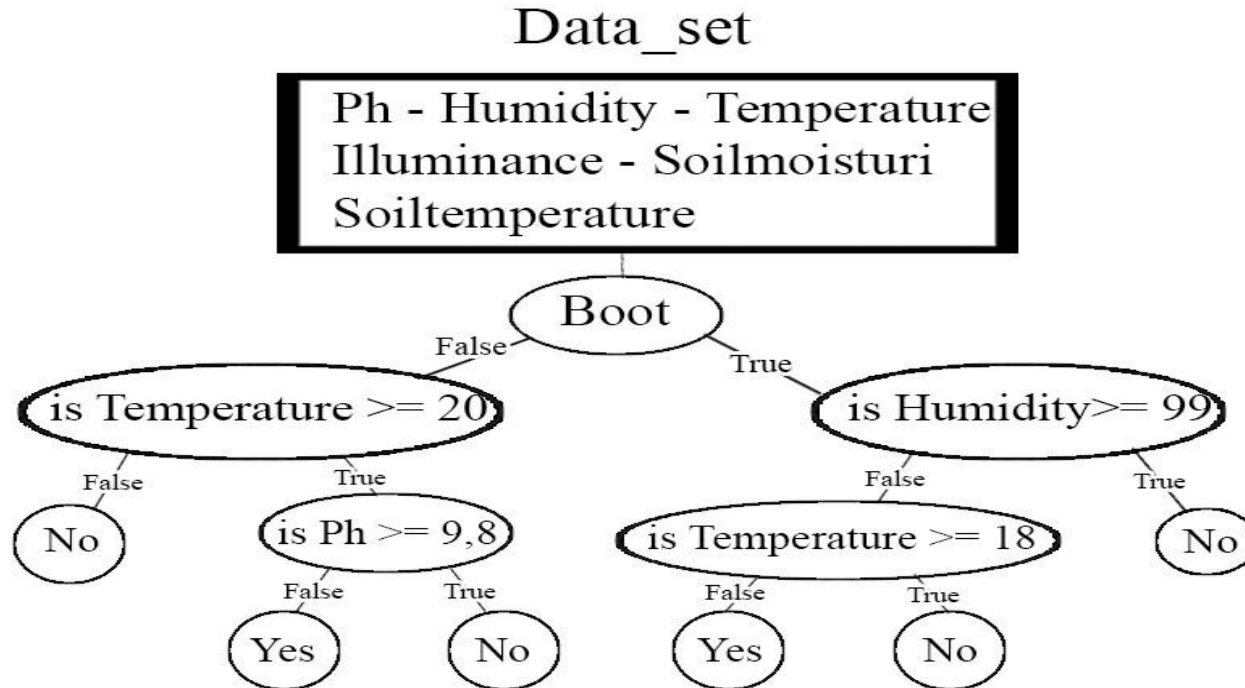 Data_set
Ph - Humidity - Temperature
Illuminance - Soilmoisturi
Soiltemperature
Boot
False
True
is Temperature >= 20
is Humidity>= 99
False
True
False
True
No
is Ph >= 9,8
is Temperature >= 18
No
False
True
False
True
Yes
No
Yes
No